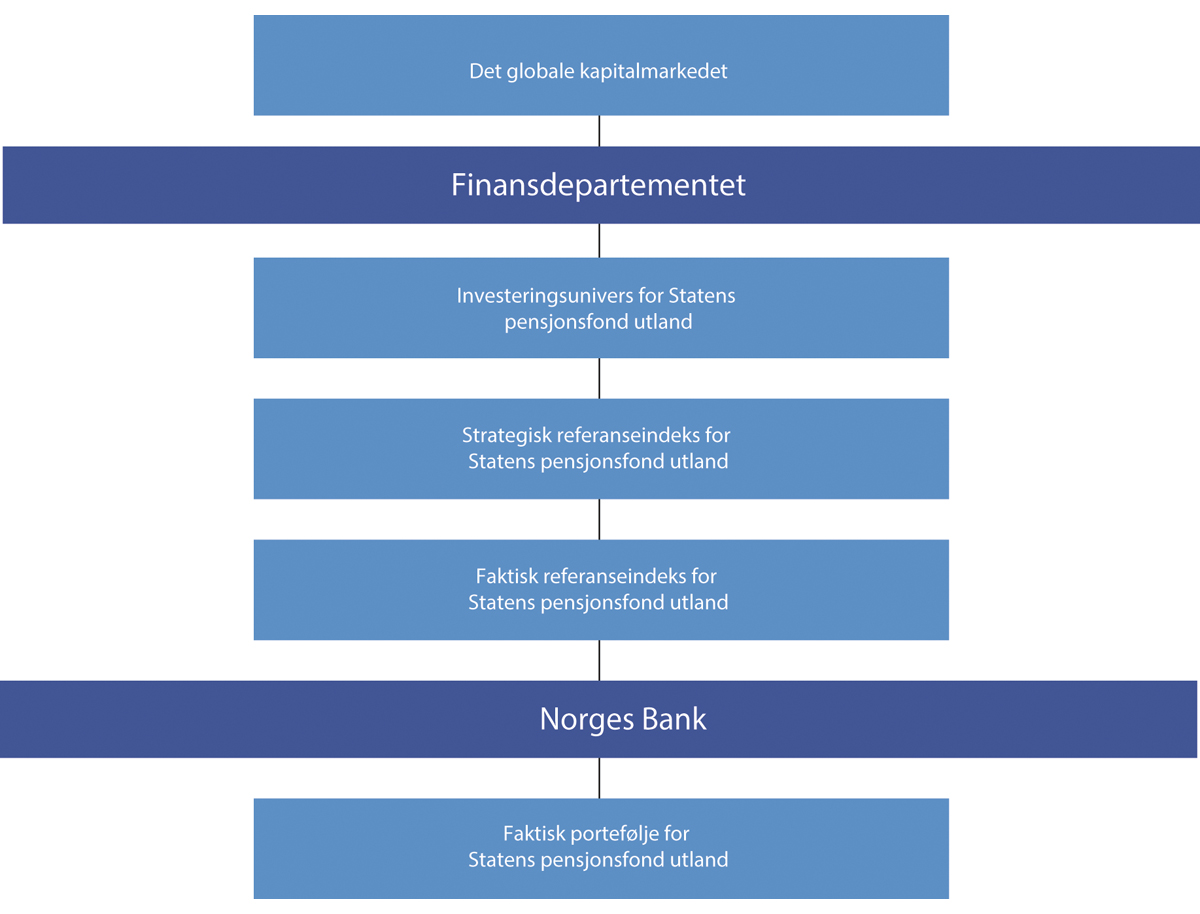 Det globale kapitalmarkedet
Finansdepartementet
Investeringsunivers for Statens
pensjonsfond utland
Strategisk referanseindeks for
Statens pensjonsfond utland
Faktisk referanseindeks for
Statens pensjonsfond utland
Norges Bank
Faktisk portefølje for
Statens pensjonsfond utland